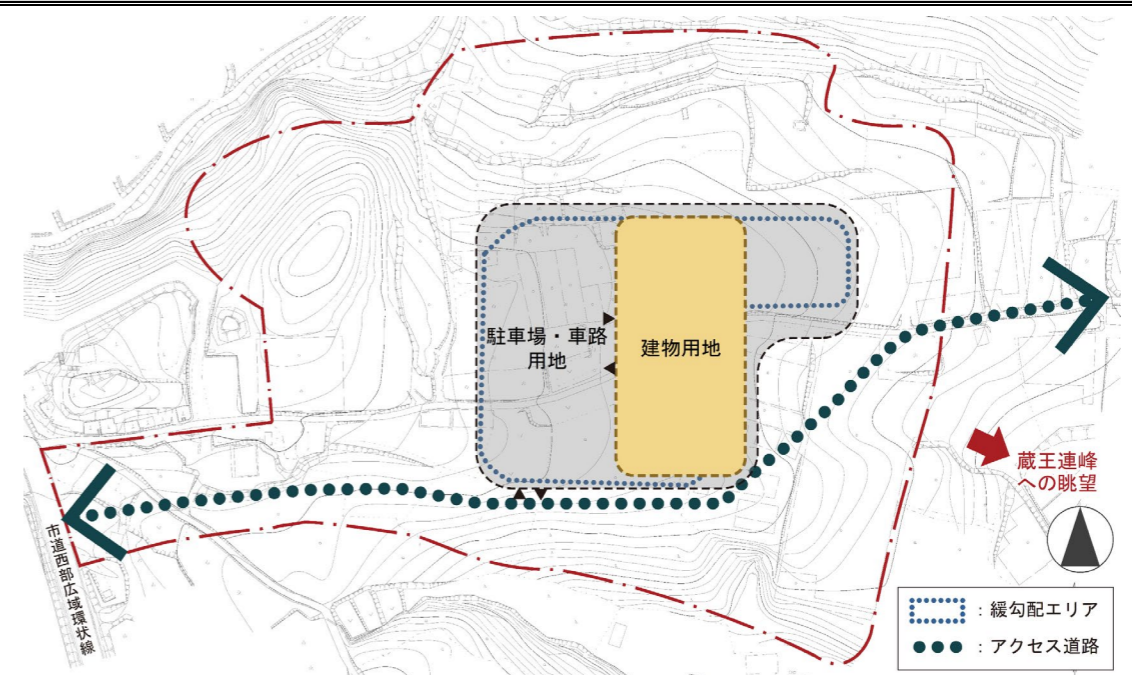 駐車場・車路
用地
建物用地
蔵王連峰
への眺望
市道西部広域環状線
：緩勾配エリア
：アクセス道路